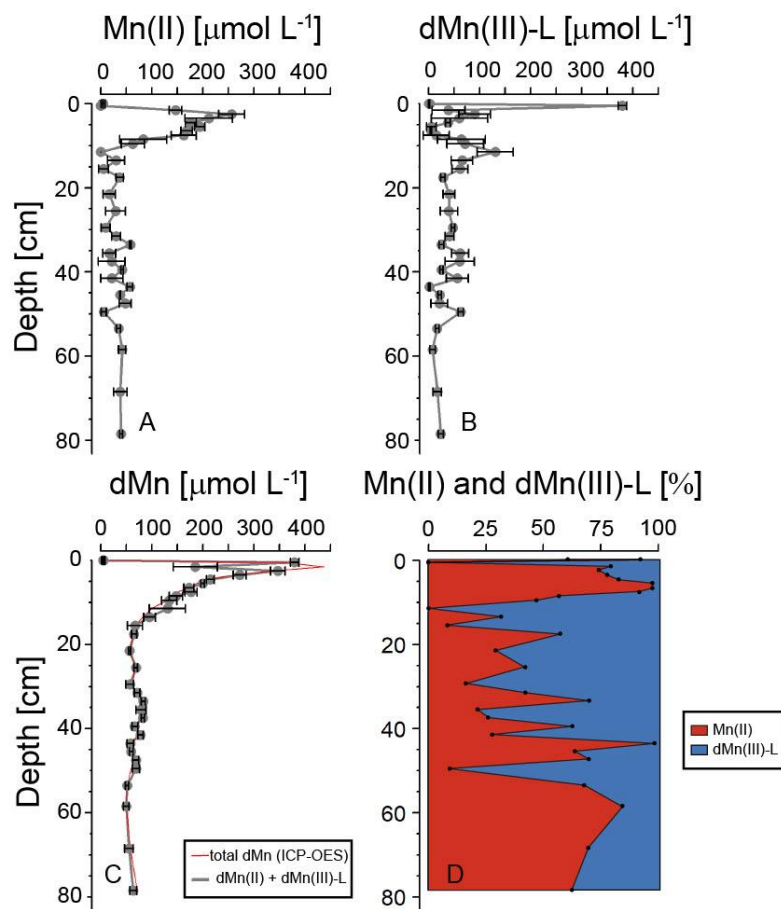 Mn(II) [μmol L-1]
0 100 200 300 400
0
20
40
60
80
Depth [cm]
A
dMn(III)-L [μmol L-1]
0 100 200 300 400
0
20
40
60
80
B
dMn [μmol L-1]
0 100 200 300 400
0
20
40
60
80
Depth [cm]
C
total dMn (ICP-OES)
dMn(II) + dMn(III)-L
Mn(II) and dMn(III)-L [%]
0 25 50 75 100
0
20
40
60
80
D
Mn(II)
dMn(III)-L